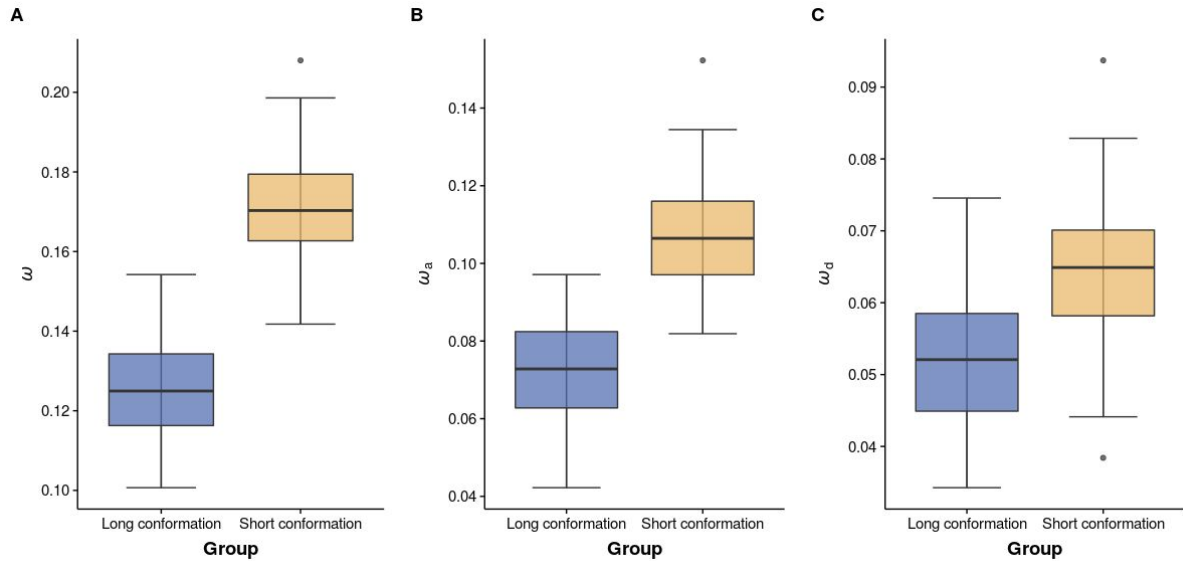 A
0.20
0.18
0.16
0.14
0.12
0.10
ω
Long conformation
Short conformation
Group
B
0.14
0.12
0.10
0.08
0.06
0.04
ωa
Long conformation
Short conformation
Group
C
0.09
0.08
0.07
0.06
0.05
0.04
ωd
Long conformation
Short conformation
Group